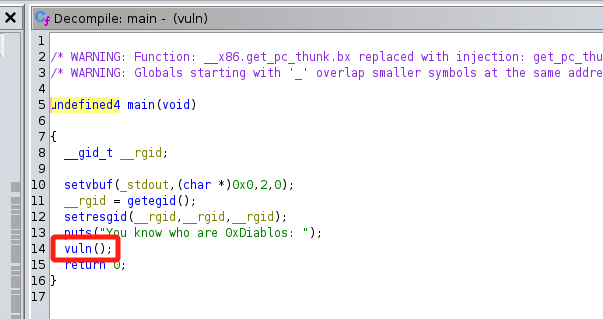 Decompile: main - (vuln)
1
2 /* WARNING: Function: __x86.get_pc_thunk.bx replaced with injection: get_pc_thu
3 /* WARNING: Globals starting with '_' overlap smaller symbols at the same addre
4
5 undefined4 main(void)
6
7 {
8 __gid_t __rgid;
9
10 setvbuf(_stdout,(char *)0x0,2,0);
11 __rgid = getegid();
12 setresgid(__rgid,__rgid,__rgid);
13 puts("You know who are 0xDiablos: ");
14 vuln();
15 return 0;
16 }
17